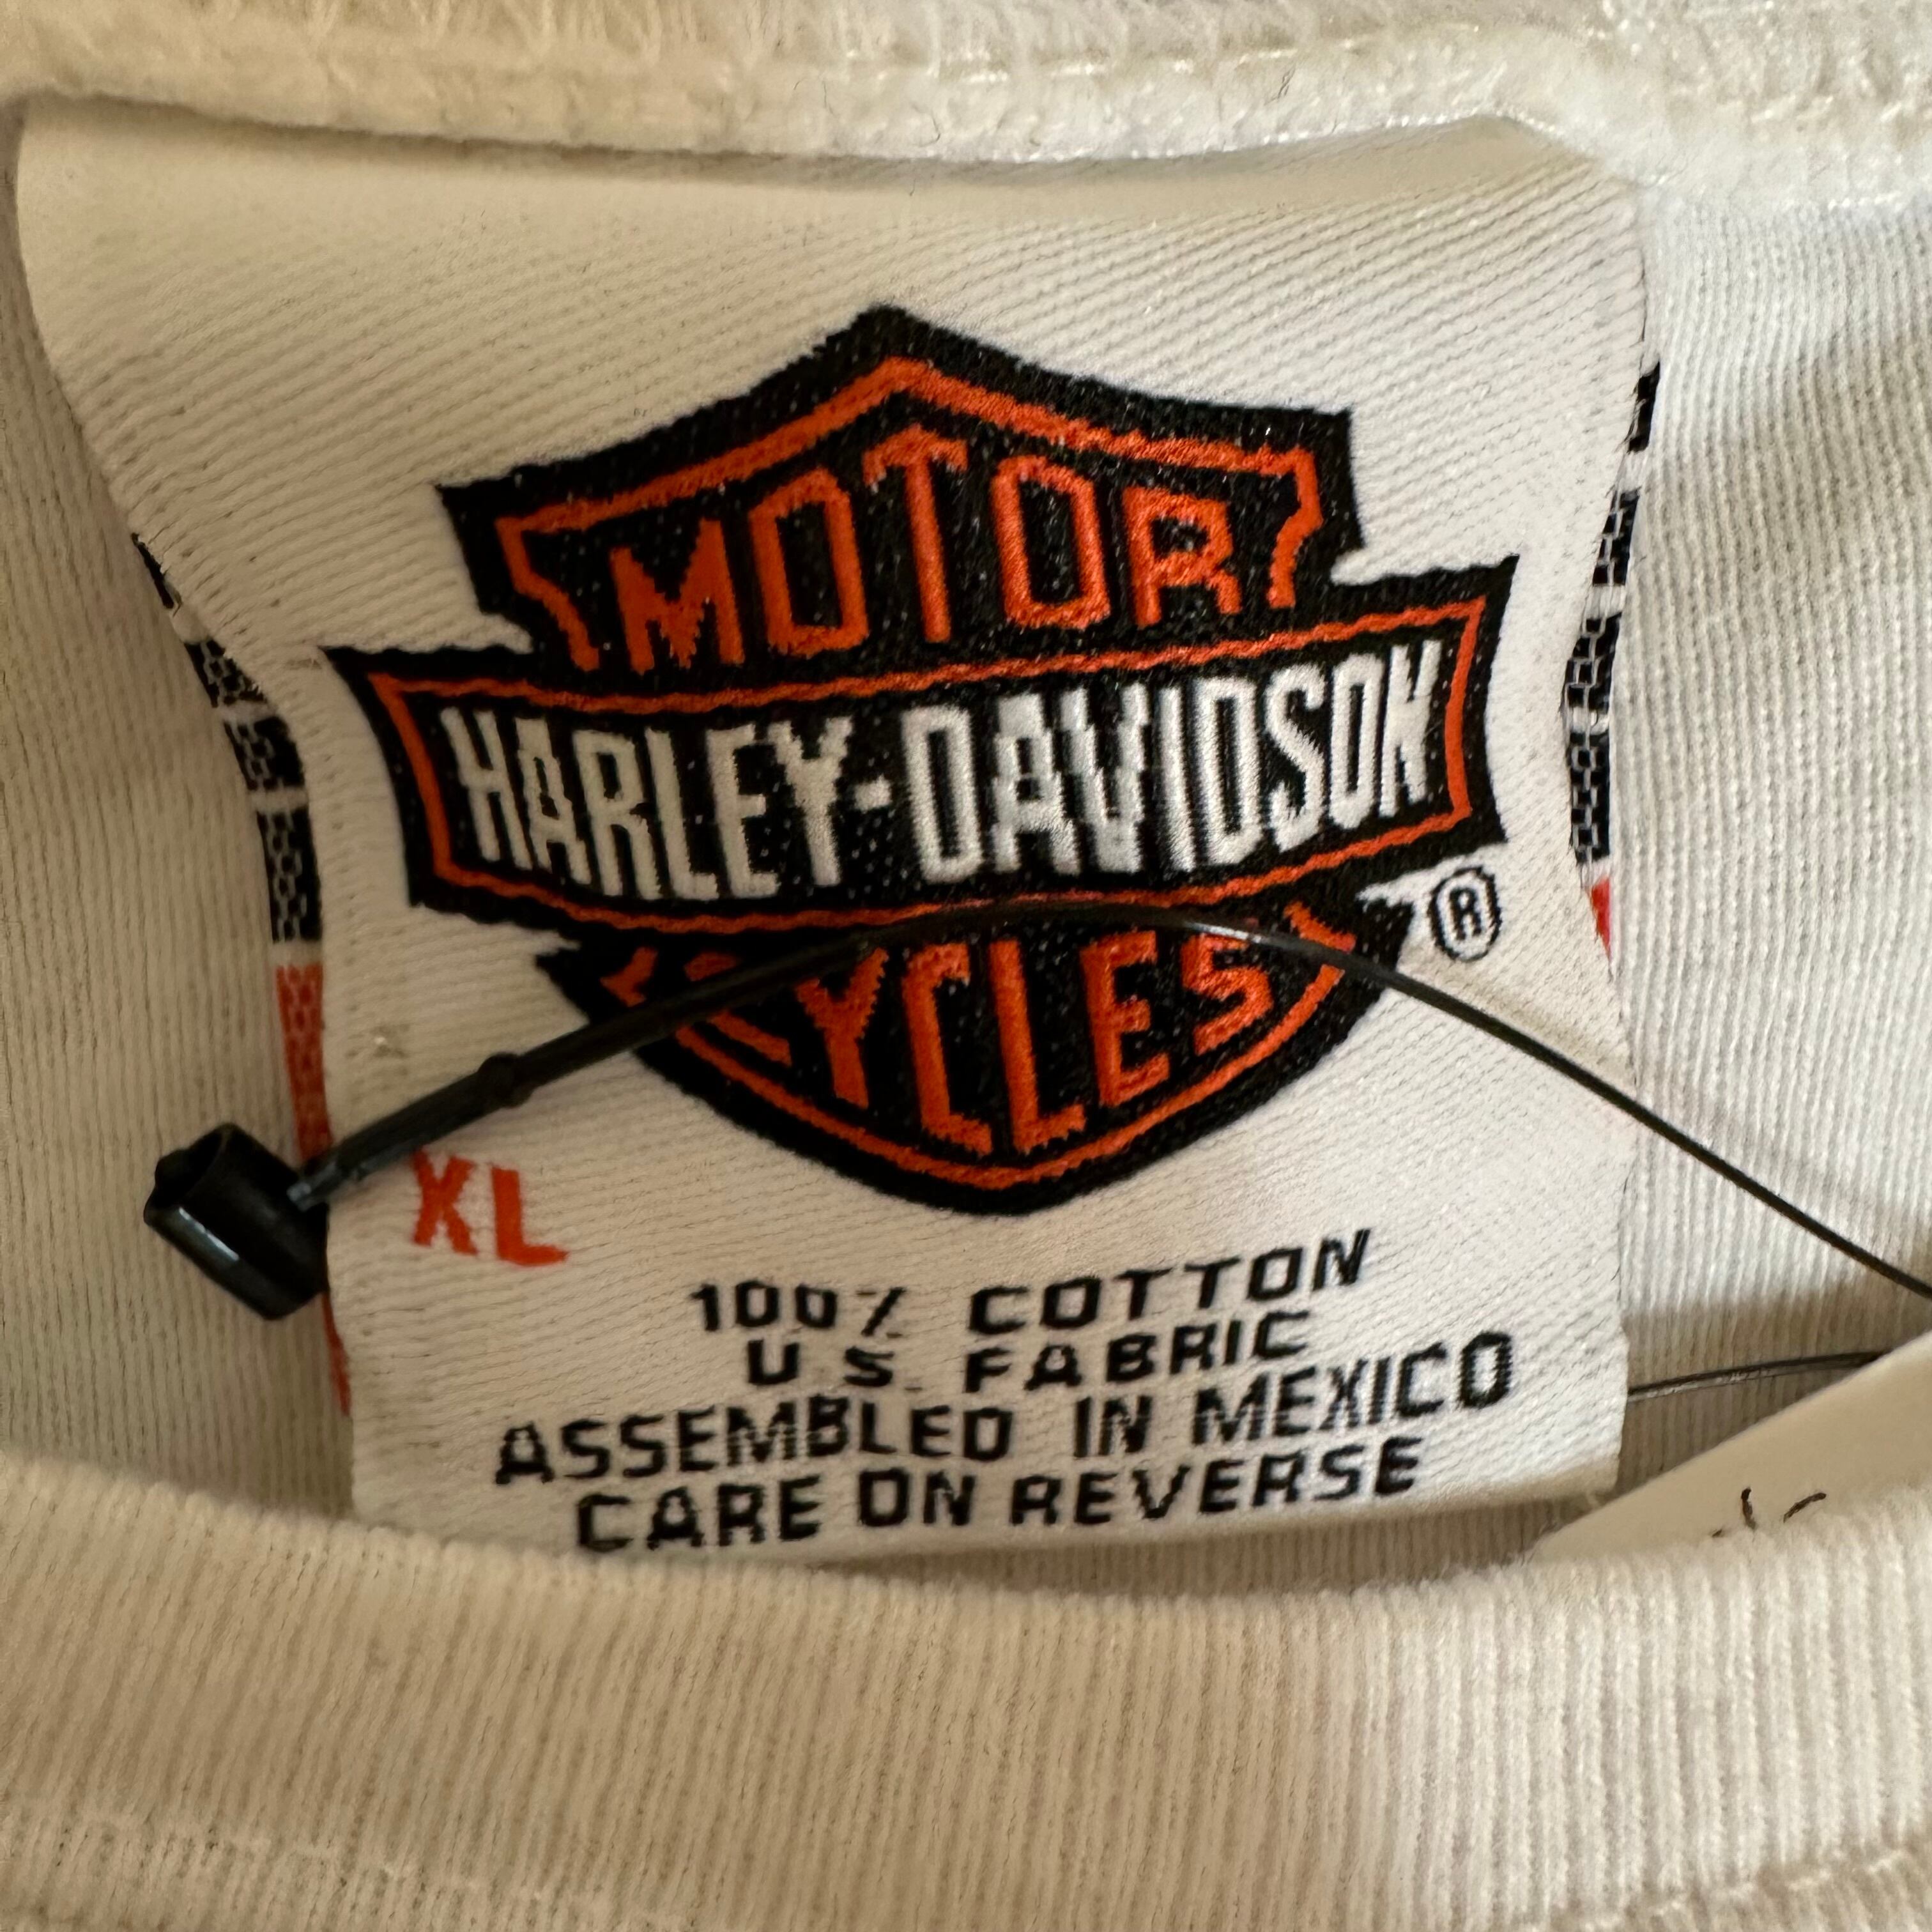 MOTOR
HARLEY-DAVIDSON
®
CYCLES
XL
100% COTTON
U.S. FABRIC
ASSEMBLED IN MEXICO
CARE ON REVERSE